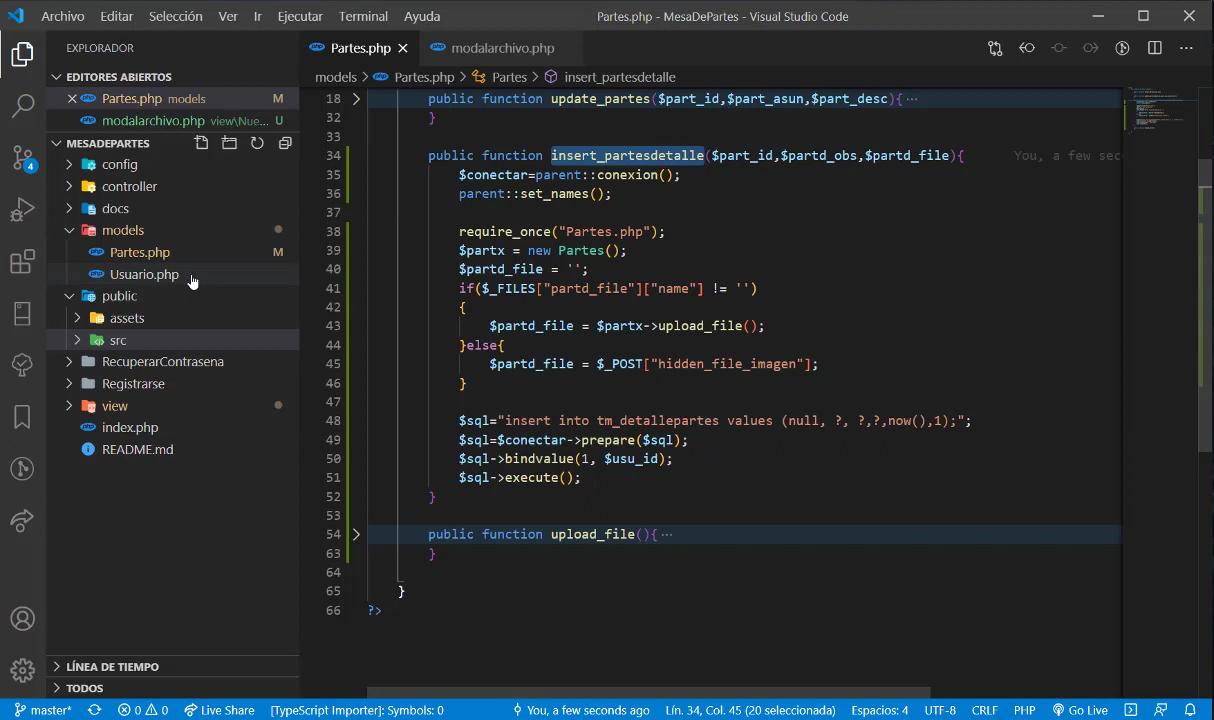 Archivo Editar Selección Ver Ir Ejecutar Terminal Ayuda Partes.php - MesaDePartes - Visual Studio Code
EXPLORADOR
EDITORES ABIERTOS
Partes.php models M
modalarchivo.php view\Nue... U
MESADEPARTES
config
controller
docs
models
Partes.php M
Usuario.php
public
assets
src
RecuperarContrasena
Registrarse
view
index.php
README.md
LÍNEA DE TIEMPO
TODOS
4
Partes.php modalarchivo.php
models > Partes.php > Partes > insert_partesdetalle
18 public function update_partes($part_id,$part_asun,$part_desc){ ...
32 }
33
34 public function insert_partesdetalle($part_id,$partd_obs,$partd_file){ You, a few sec
35 $conectar=parent::conexion();
36 parent::set_names();
37
38 require_once("Partes.php");
39 $partx = new Partes();
40 $partd_file = '';
41 if($_FILES["partd_file"]["name"] != '')
42 {
43 $partd_file = $partx->upload_file();
44 }else{
45 $partd_file = $_POST["hidden_file_imagen"];
46 }
47
48 $sql="insert into tm_detallepartes values (null, ?, ?,?,now(),1);";
49 $sql=$conectar->prepare($sql);
50 $sql->bindvalue(1, $usu_id);
51 $sql->execute();
52 }
53
54 public function upload_file(){ ...
63 }
64
65 }
66 ?>
master* 0 0 Live Share [TypeScript Importer]: Symbols: 0 You, a few seconds ago Lín. 34, Col. 45 (20 seleccionada) Espacios: 4 UTF-8 CRLF PHP Go Live